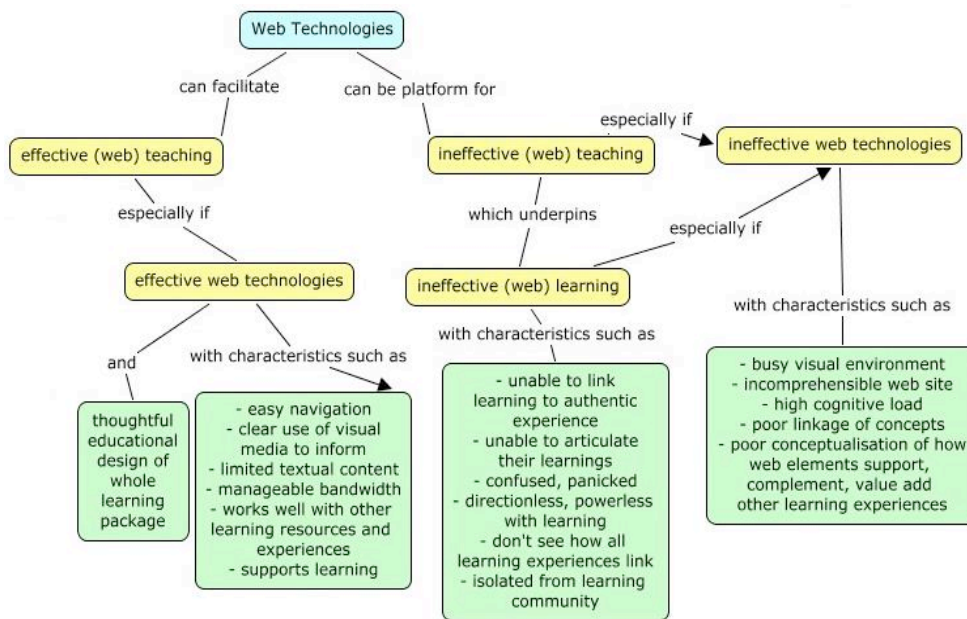 Web Technologies
can facilitate
can be platform for
especially if
effective (web) teaching
ineffective (web) teaching
ineffective web technologies
especially if
which underpins
especially if
effective web technologies
ineffective (web) learning
and
with characteristics such as
with characteristics such as
with characteristics such as
thoughtful
educational
design of
whole
learning
package
- easy navigation
- clear use of visual
media to inform
- limited textual content
- manageable bandwidth
- works well with other
learning resources and
experiences
- supports learning
- unable to link
learning to authentic
experience
- unable to articulate
their learnings
- confused, panicked
- directionless, powerless
with learning
- don't see how all
learning experiences link
- isolated from learning
community
- busy visual environment
- incomprehensible web site
- high cognitive load
- poor linkage of concepts
- poor conceptualisation of how
web elements support,
complement, value add
other learning experiences